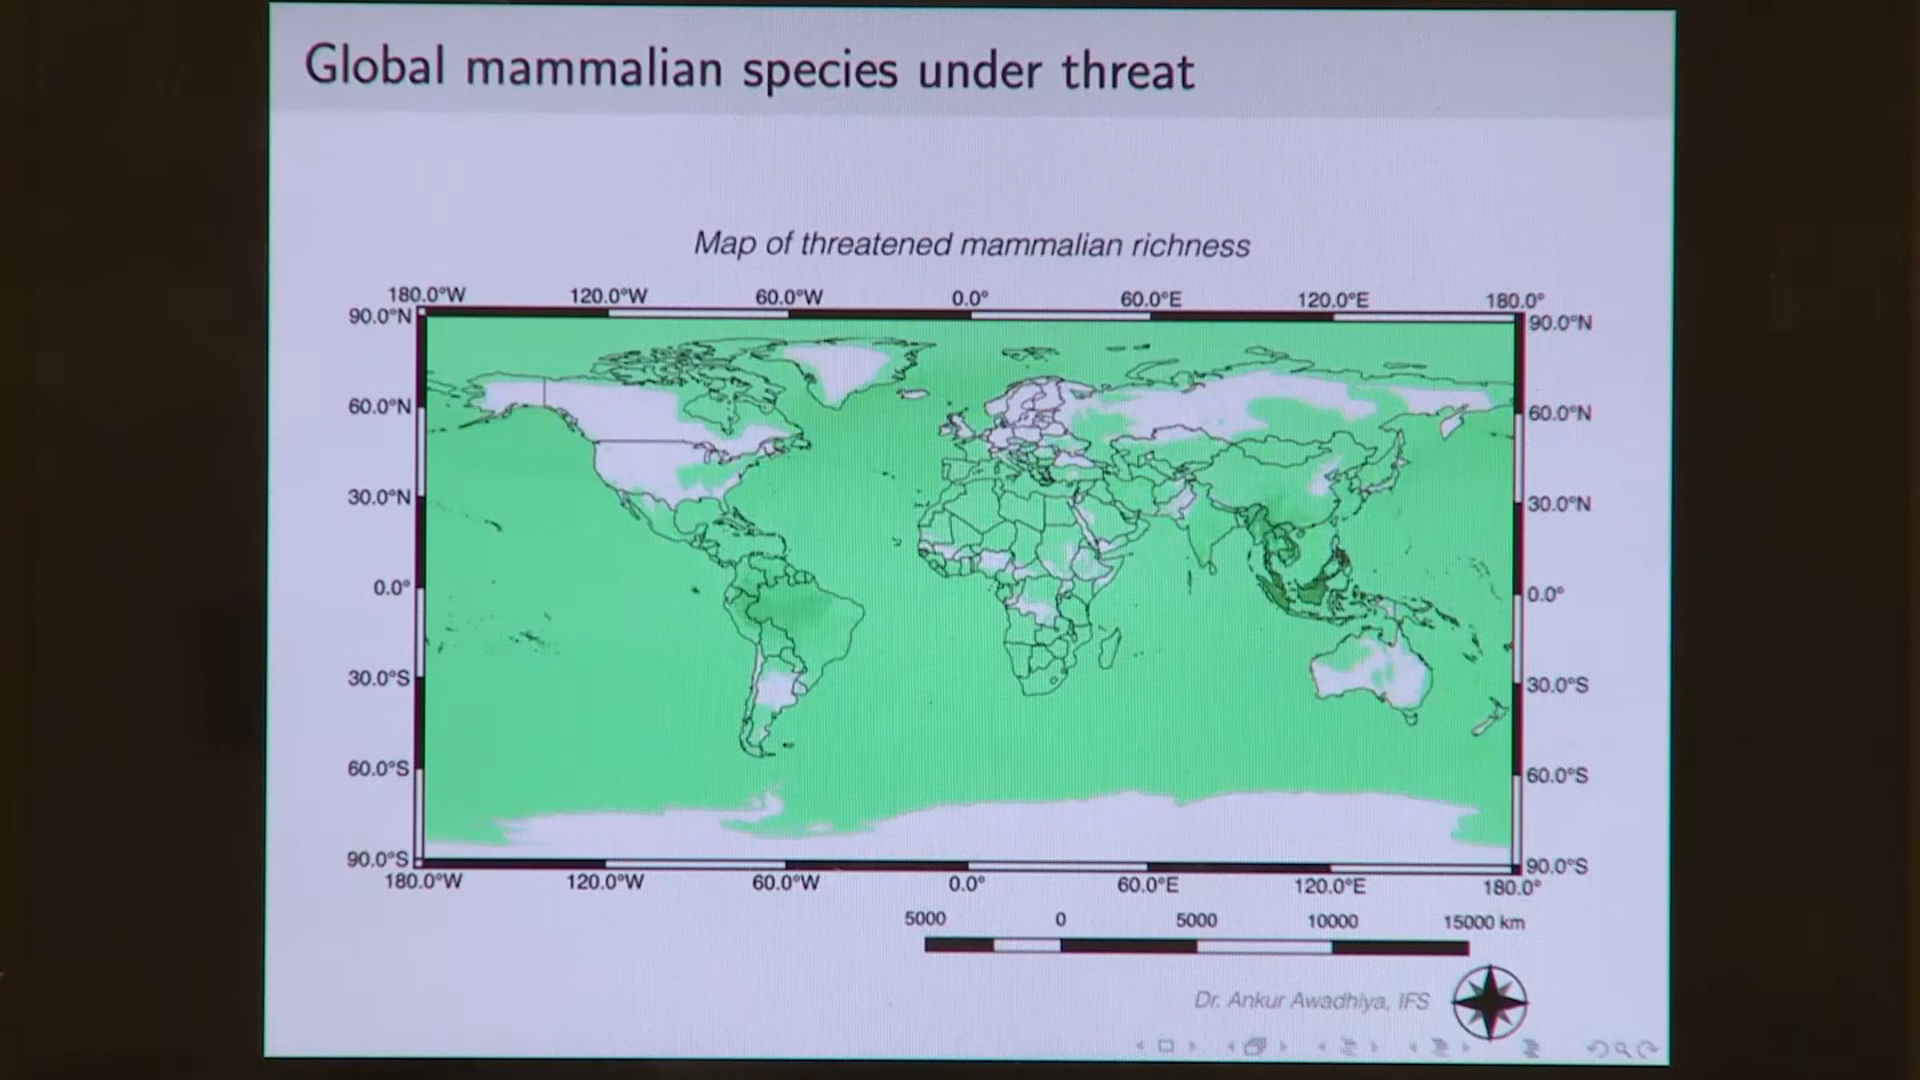 Global mammalian species under threat
Map of threatened mammalian richness
180.0°W 120.0°W 60.0°W 0.0° 60.0°E 120.0°E 180.0°
90.0°N 90.0°N
60.0°N 60.0°N
30.0°N 30.0°N
0.0° 0.0°
30.0°S 30.0°S
60.0°S 60.0°S
90.0°S 90.0°S
180.0°W 120.0°W 60.0°W 0.0° 60.0°E 120.0°E 180.0°
5000 0 5000 10000 15000 km
Dr. Ankur Awadhiya, IFS